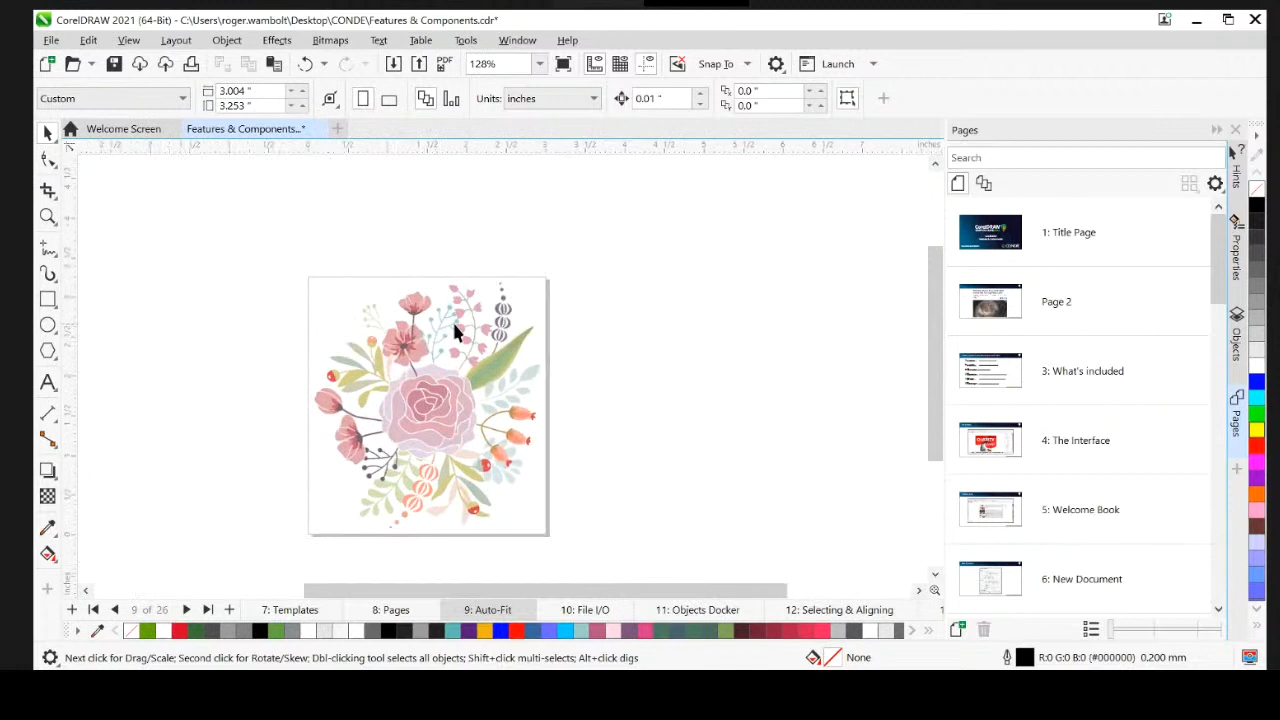 CorelDRAW 2021 (64-Bit) - C:\Users\roger.wambolt\Desktop\CONDE\Features & Components.cdr*
File Edit View Layout Object Effects Bitmaps Text Table Tools Window Help
PDF 128% Snap To Launch
Custom 3.004 " 3.253 " Units: inches 0.01 " 0.0 " 0.0 "
Welcome Screen Features & Components...*
Pages
inches
Search
Hints
Properties
Objects
Pages
CorelDRAW
CONDE
1: Title Page
Page 2
3: What's included
4: The Interface
5: Welcome Book
6: New Document
inches
9 of 26 7: Templates 8: Pages 9: Auto-Fit 10: File I/O 11: Objects Docker 12: Selecting & Aligning 1
Next click for Drag/Scale; Second click for Rotate/Skew; Dbl-clicking tool selects all objects; Shift+click multi-selects; Alt+click digs None R:0 G:0 B:0 (#000000) 0.200 mm